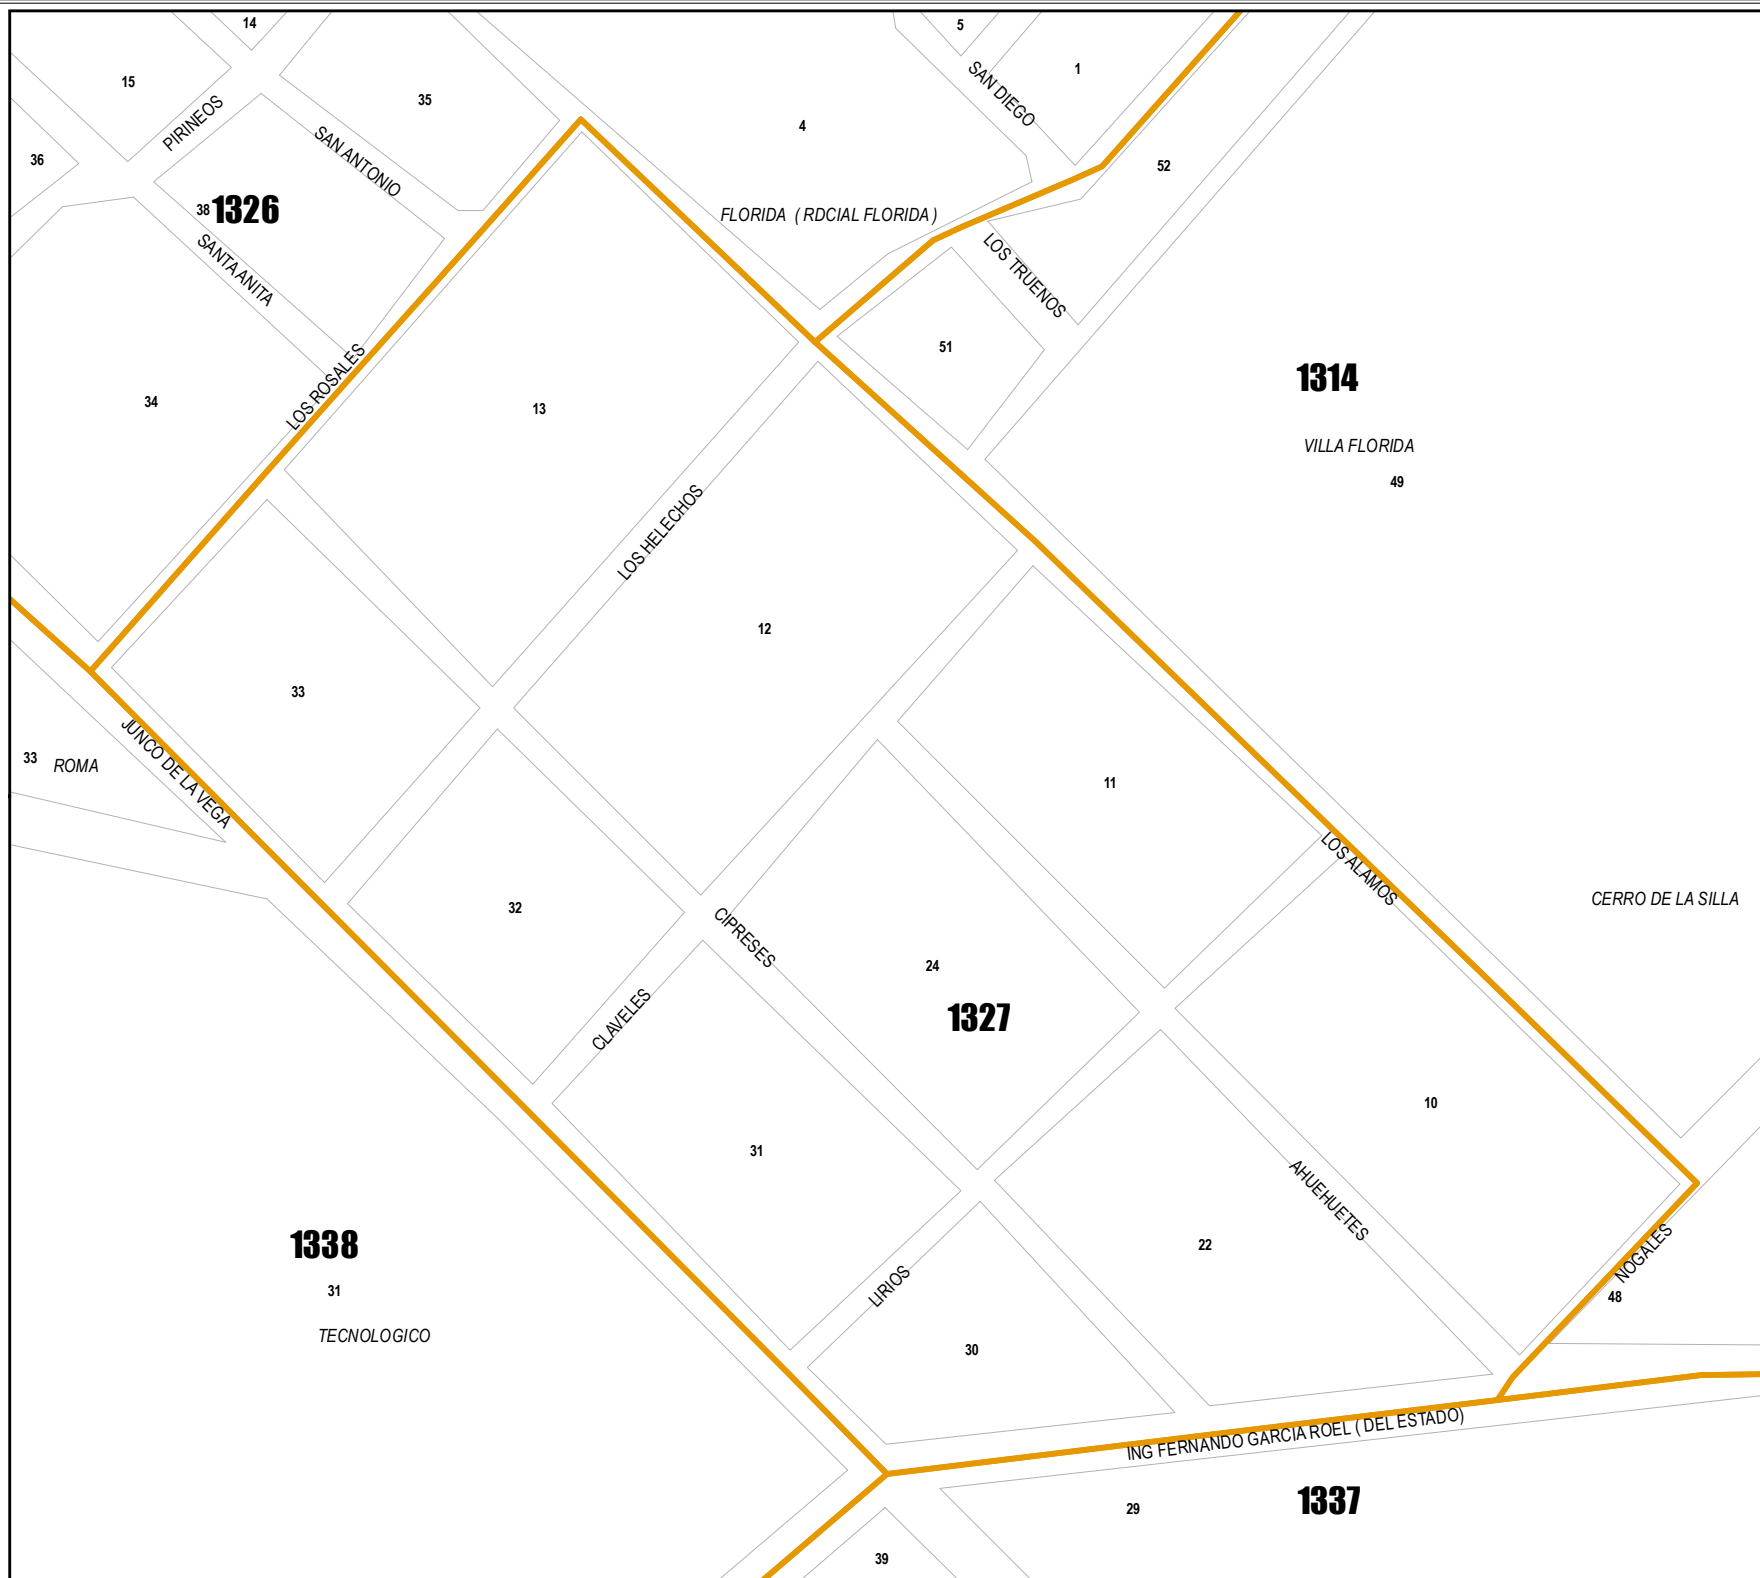 14
5
15
1
35
SAN DIEGO
PIRINEOS
4
SAN ANTONIO
36
52
38
1326
FLORIDA ( RDCIAL FLORIDA )
SANTA ANITA
LOS TRUENOS
51
1314
LOS ROSALES
34
13
VILLA FLORIDA
49
LOS HELECHOS
12
33
JUNCO DE LA VEGA
33
ROMA
11
LOS ALAMOS
CERRO DE LA SILLA
32
CIPRESES
24
1327
CLAVELES
10
31
AHUEHUETES
1338
22
NOGALES
31
LIRIOS
48
TECNOLOGICO
30
ING FERNANDO GARCIA ROEL ( DEL ESTADO)
1337
29
39